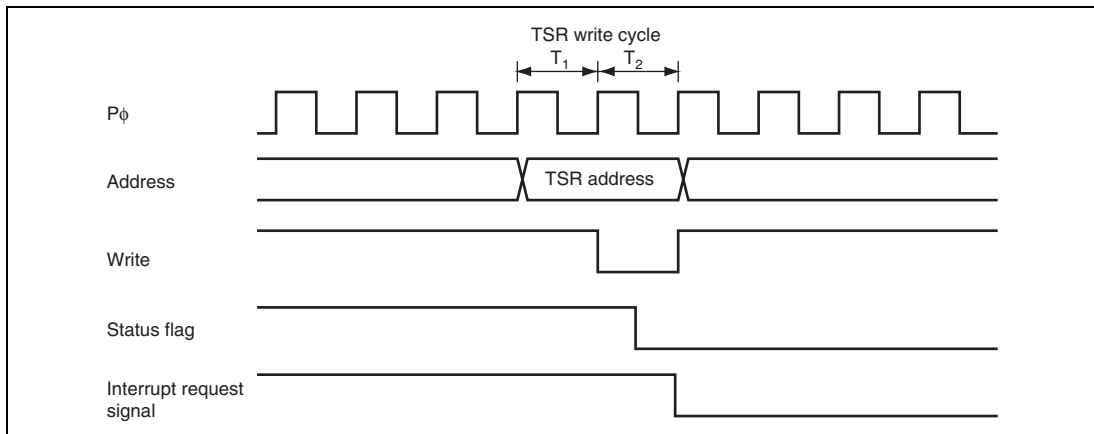 TSR write cycle
T1 T2
Pφ
Address
TSR address
Write
Status flag
Interrupt request
signal